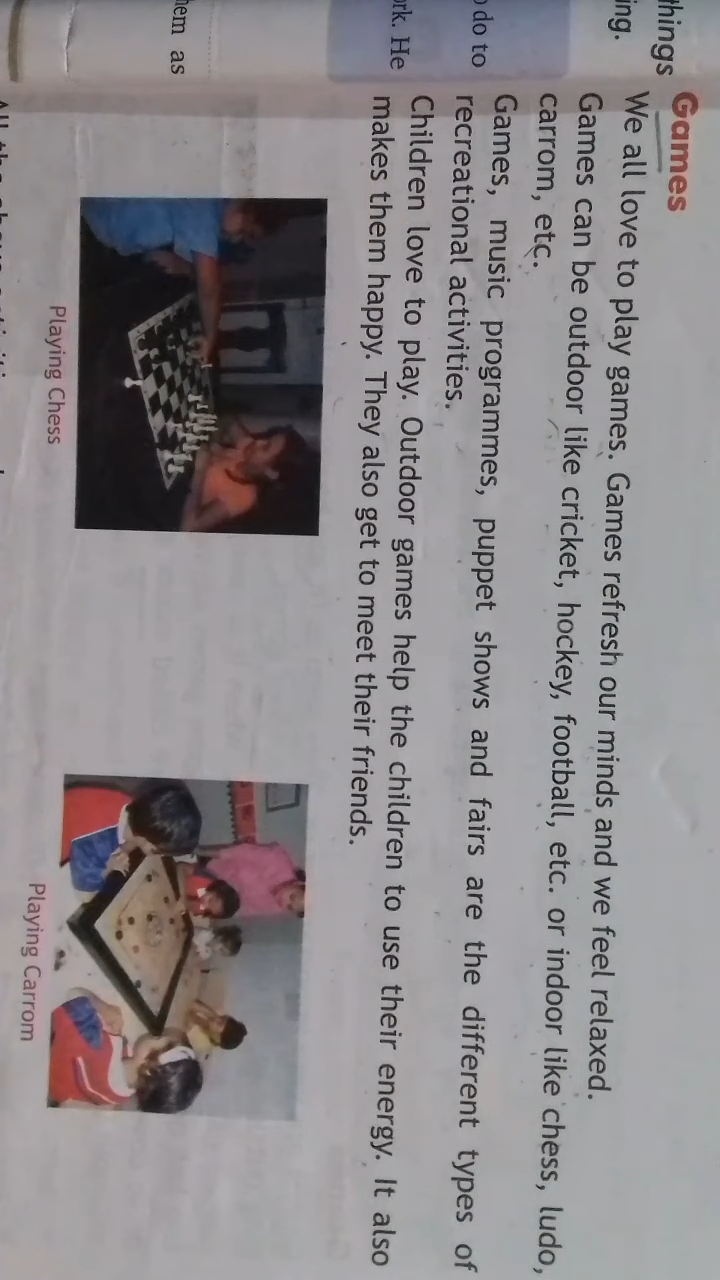 things
ing.
do to
ork. He
hem as
Games
We all love to play games. Games refresh our minds and we feel relaxed.
Games can be outdoor like cricket, hockey, football, etc. or indoor like chess, ludo,
carrom, etc.
Games, music programmes, puppet shows and fairs are the different types of
recreational activities.
Children love to play. Outdoor games help the children to use their energy. It also
makes them happy. They also get to meet their friends.
Playing Chess
Playing Carrom